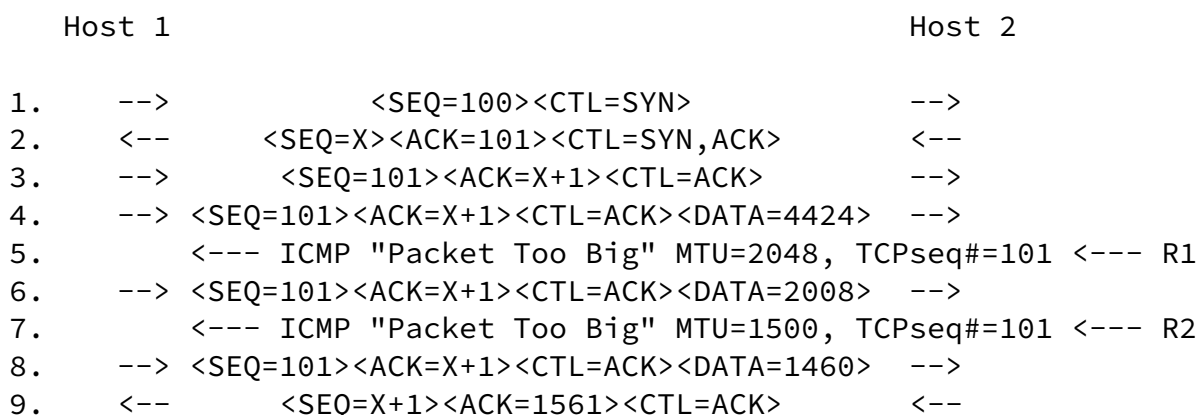 Host 1                                        Host 2

1.    -->            <SEQ=100><CTL=SYN>            -->
2.    <--      <SEQ=X><ACK=101><CTL=SYN,ACK>       <--
3.    -->       <SEQ=101><ACK=X+1><CTL=ACK>        -->
4.    --> <SEQ=101><ACK=X+1><CTL=ACK><DATA=4424>  -->
5.        <--- ICMP "Packet Too Big" MTU=2048, TCPseq#=101 <--- R1
6.    --> <SEQ=101><ACK=X+1><CTL=ACK><DATA=2008>  -->
7.        <--- ICMP "Packet Too Big" MTU=1500, TCPseq#=101 <--- R2
8.    --> <SEQ=101><ACK=X+1><CTL=ACK><DATA=1460>  -->
9.    <--       <SEQ=X+1><ACK=1561><CTL=ACK>       <--